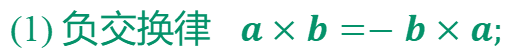 (1) 负交换律 a × b = − b × a;